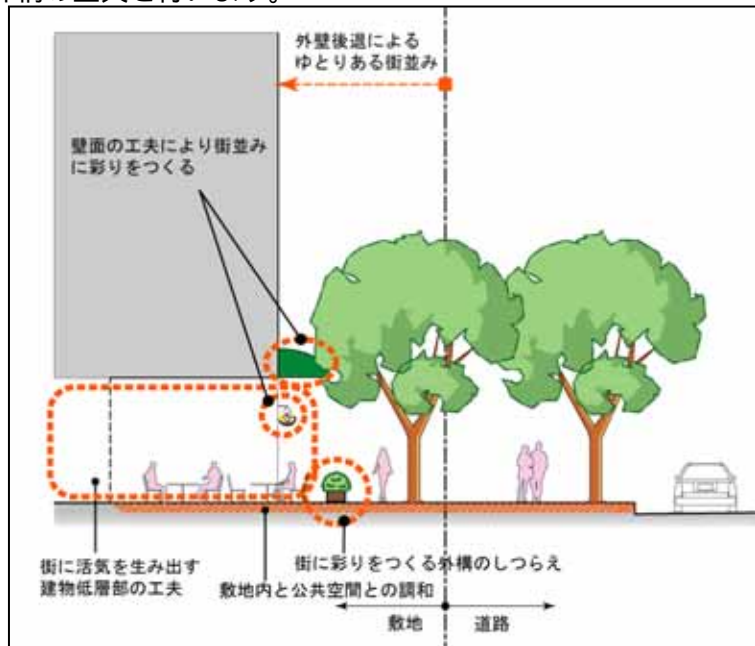 外壁後退による
ゆとりある街並み
壁面の工夫により街並み
に彩りをつくる
街に活気を生み出す
建物低層部の工夫
街に彩りをつくる外構のしつらえ
敷地内と公共空間との調和
敷地
道路